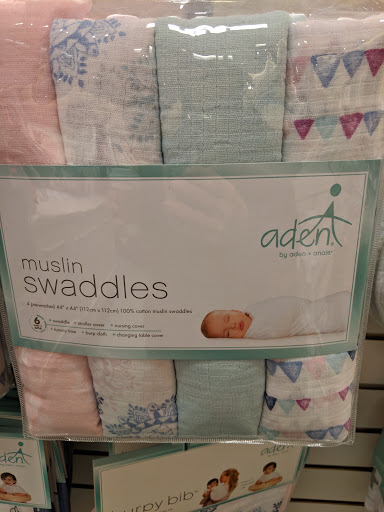 aden
by aden + anais®
muslin
swaddles
4 prewashed 44" x 44" (112cm x 112cm) 100% cotton muslin swaddles
6
+ swaddle + stroller cover + nursing cover
+ tummy time + burp cloth + changing table cover
aden
aden
burpy bib®